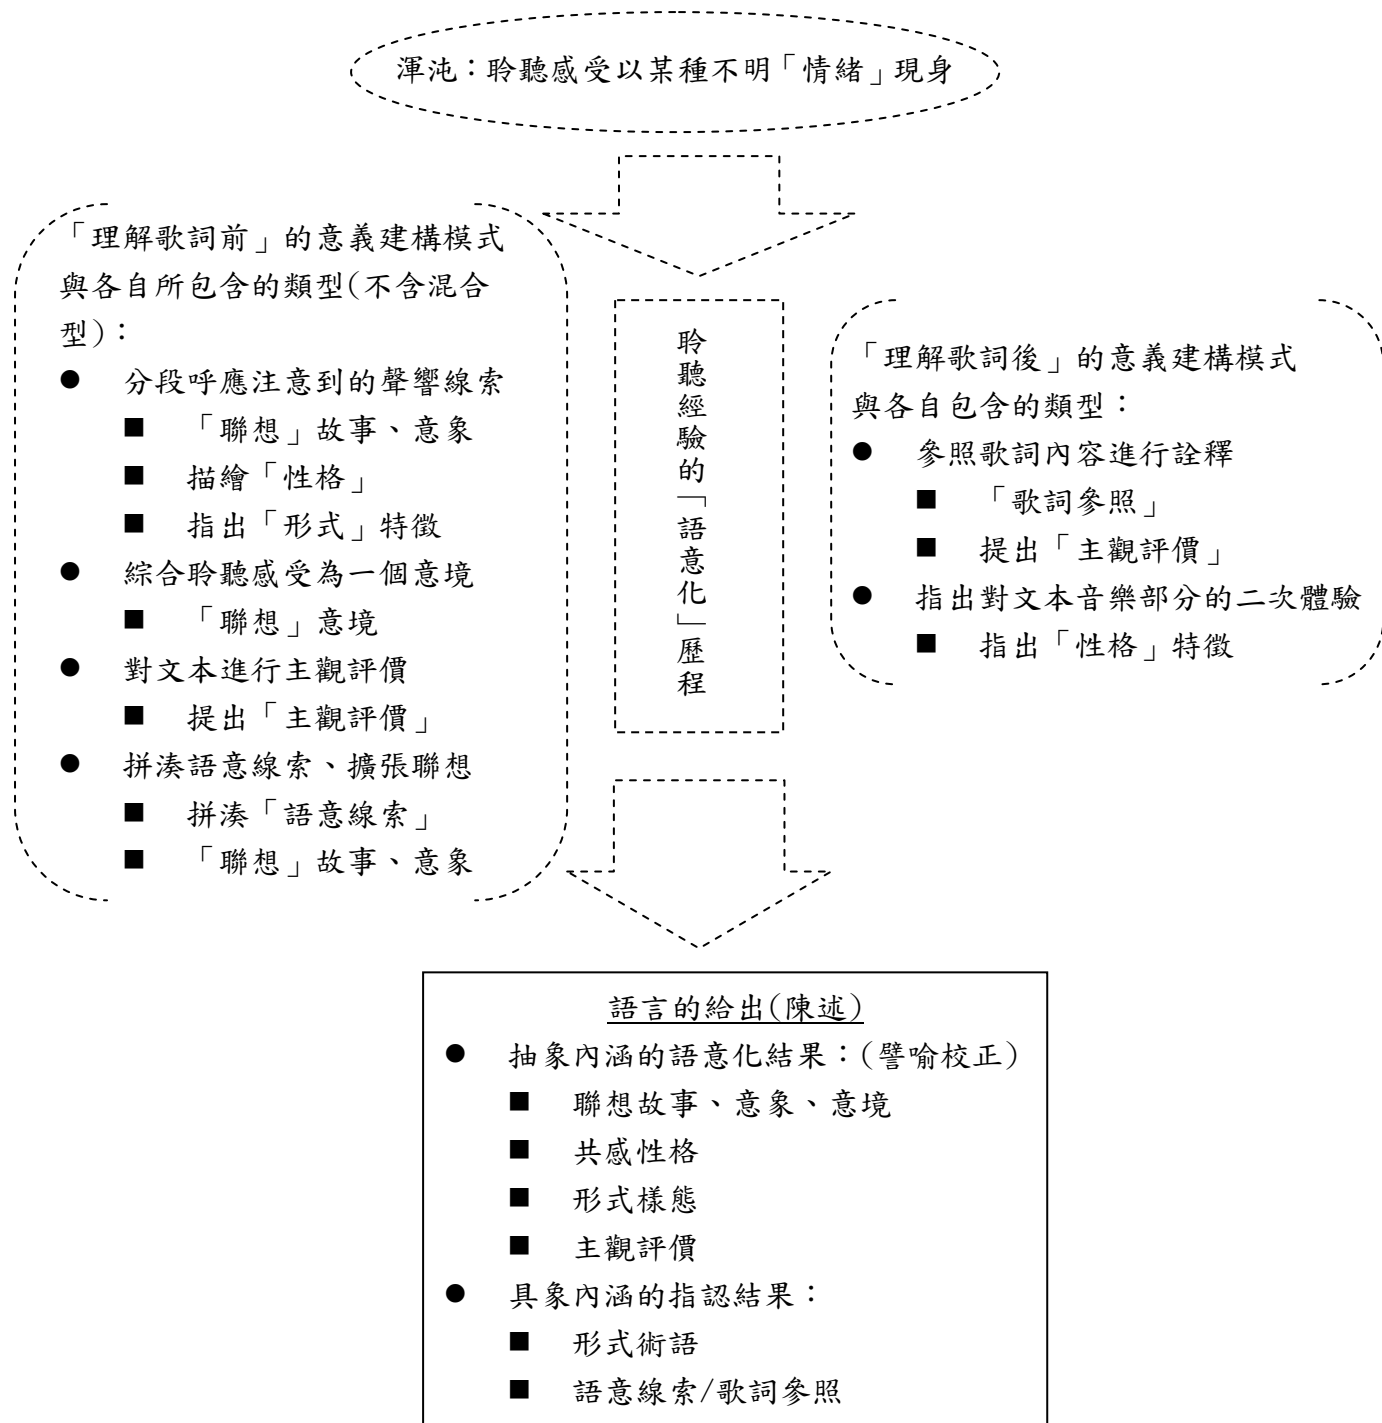 渾沌：聆聽感受以某種不明「情緒」現身
「理解歌詞前」的意義建構模式
與各自所包含的類型(不含混合
型)：
● 分段呼應注意到的聲響線索
■ 「聯想」故事、意象
■ 描繪「性格」
■ 指出「形式」特徵
● 綜合聆聽感受為一個意境
■ 「聯想」意境
● 對文本進行主觀評價
■ 提出「主觀評價」
● 拼湊語意線索、擴張聯想
■ 拼湊「語意線索」
■ 「聯想」故事、意象
聆聽經驗的「語意化」歷程
「理解歌詞後」的意義建構模式
與各自包含的類型：
● 參照歌詞內容進行詮釋
■ 「歌詞參照」
■ 提出「主觀評價」
● 指出對文本音樂部分的二次體驗
■ 指出「性格」特徵
語言的給出(陳述)
● 抽象內涵的語意化結果：(譬喻校正)
■ 聯想故事、意象、意境
■ 共感性格
■ 形式樣態
■ 主觀評價
● 具象內涵的指認結果：
■ 形式術語
■ 語意線索/歌詞參照